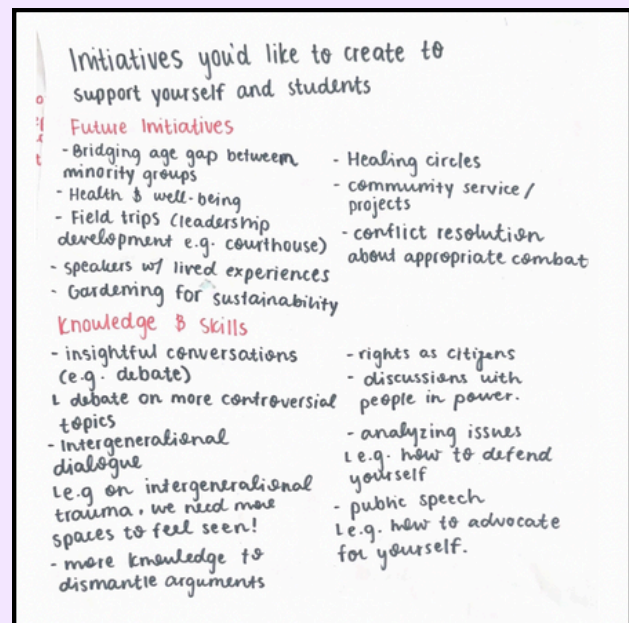 Initiatives you'd like to create to
support yourself and students
Future Initiatives
- Bridging age gap between
minority groups
- Health & well-being
- Field trips (leadership
development e.g. courthouse)
- speakers w/ lived experiences
- Gardening for sustainability
- Healing circles
- community service /
projects
- conflict resolution
about appropriate combat
Knowledge & Skills
- insightful conversations
(e.g. debate)
L debate on more controversial
topics
- Intergenerational
dialogue
L e.g on intergenerational
trauma, we need more
spaces to feel seen!
- more knowledge to
dismantle arguments
- rights as citizens
- discussions with
people in power.
- analyzing issues
L e.g. how to defend
yourself
- public speech
L e.g. how to advocate
for yourself.